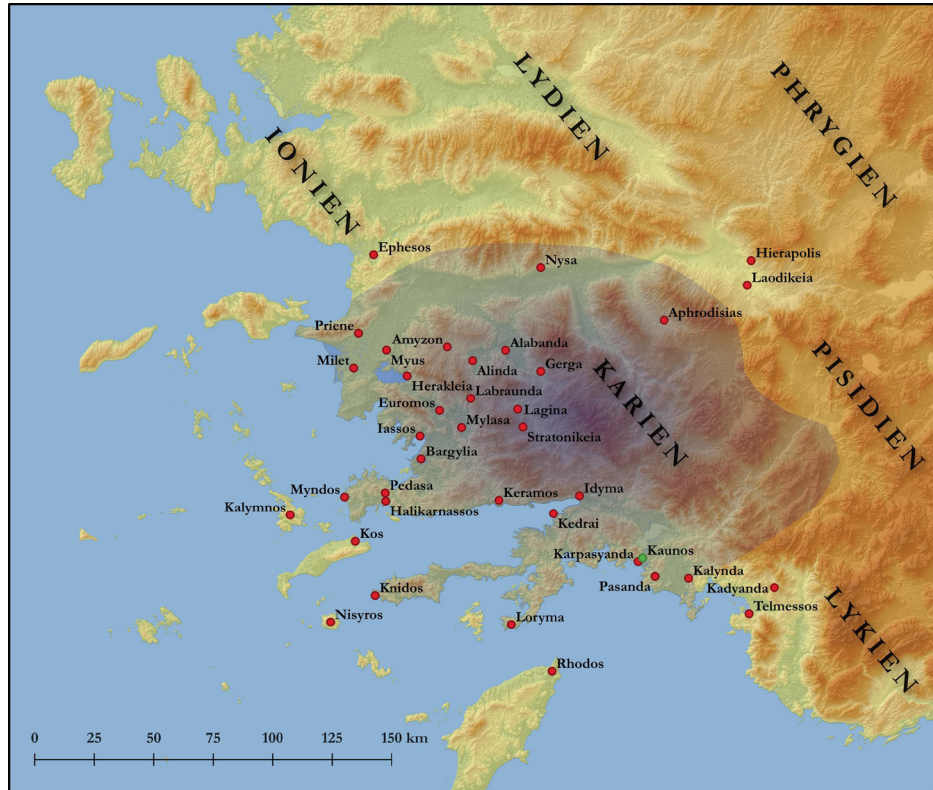 LYDIEN
PHRYGIEN
IONIEN
Ephesos
Nysa
Hierapolis
Laodikeia
Aphrodisias
Priene
Amyzon
Alabanda
Milet
Myus
Alinda
Gerga
Herakleia
KARIEN
PISIDIEN
Labraunda
Euromos
Lagina
Mylasa
Iassos
Stratonikeia
Bargylia
Myndos
Pedasa
Keramos
Idyma
Kalymnos
Halikarnassos
Kedrai
Kos
Karpasyanda
Kaunos
Pasanda
Kalynda
Kadyanda
Knidos
Telmessos
Nisyros
Loryma
LYKIEN
Rhodos
0 25 50 75 100 125 150 km